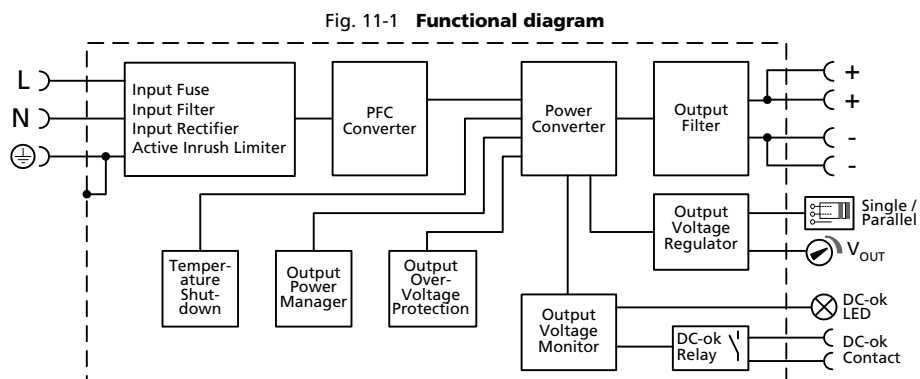 Fig. 11-1 Functional diagram
L
N
Input Fuse
Input Filter
Input Rectifier
Active Inrush Limiter
PFC
Converter
Power
Converter
Output
Filter
+
+
-
-
Output
Voltage
Regulator
Single /
Parallel
VOUT
Temper-
ature
Shut-
down
Output
Power
Manager
Output
Over-
Voltage
Protection
Output
Voltage
Monitor
DC-ok
LED
DC-ok
Relay
DC-ok
Contact